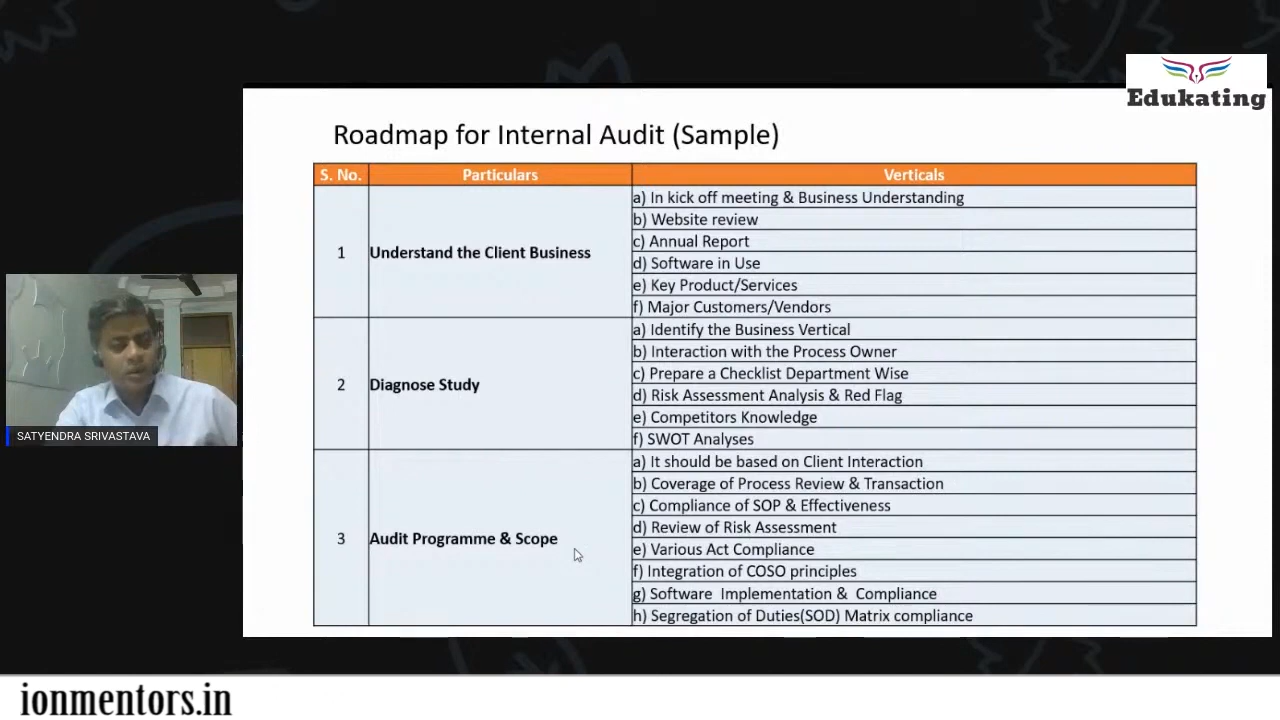 Edukating
Roadmap for Internal Audit (Sample)
S. No. Particulars Verticals
1 Understand the Client Business
a) In kick off meeting & Business Understanding
b) Website review
c) Annual Report
d) Software in Use
e) Key Product/Services
f) Major Customers/Vendors
2 Diagnose Study
a) Identify the Business Vertical
b) Interaction with the Process Owner
c) Prepare a Checklist Department Wise
d) Risk Assessment Analysis & Red Flag
e) Competitors Knowledge
f) SWOT Analyses
3 Audit Programme & Scope
a) It should be based on Client Interaction
b) Coverage of Process Review & Transaction
c) Compliance of SOP & Effectiveness
d) Review of Risk Assessment
e) Various Act Compliance
f) Integration of COSO principles
g) Software Implementation & Compliance
h) Segregation of Duties(SOD) Matrix compliance
SATYENDRA SRIVASTAVA
ionmentors.in